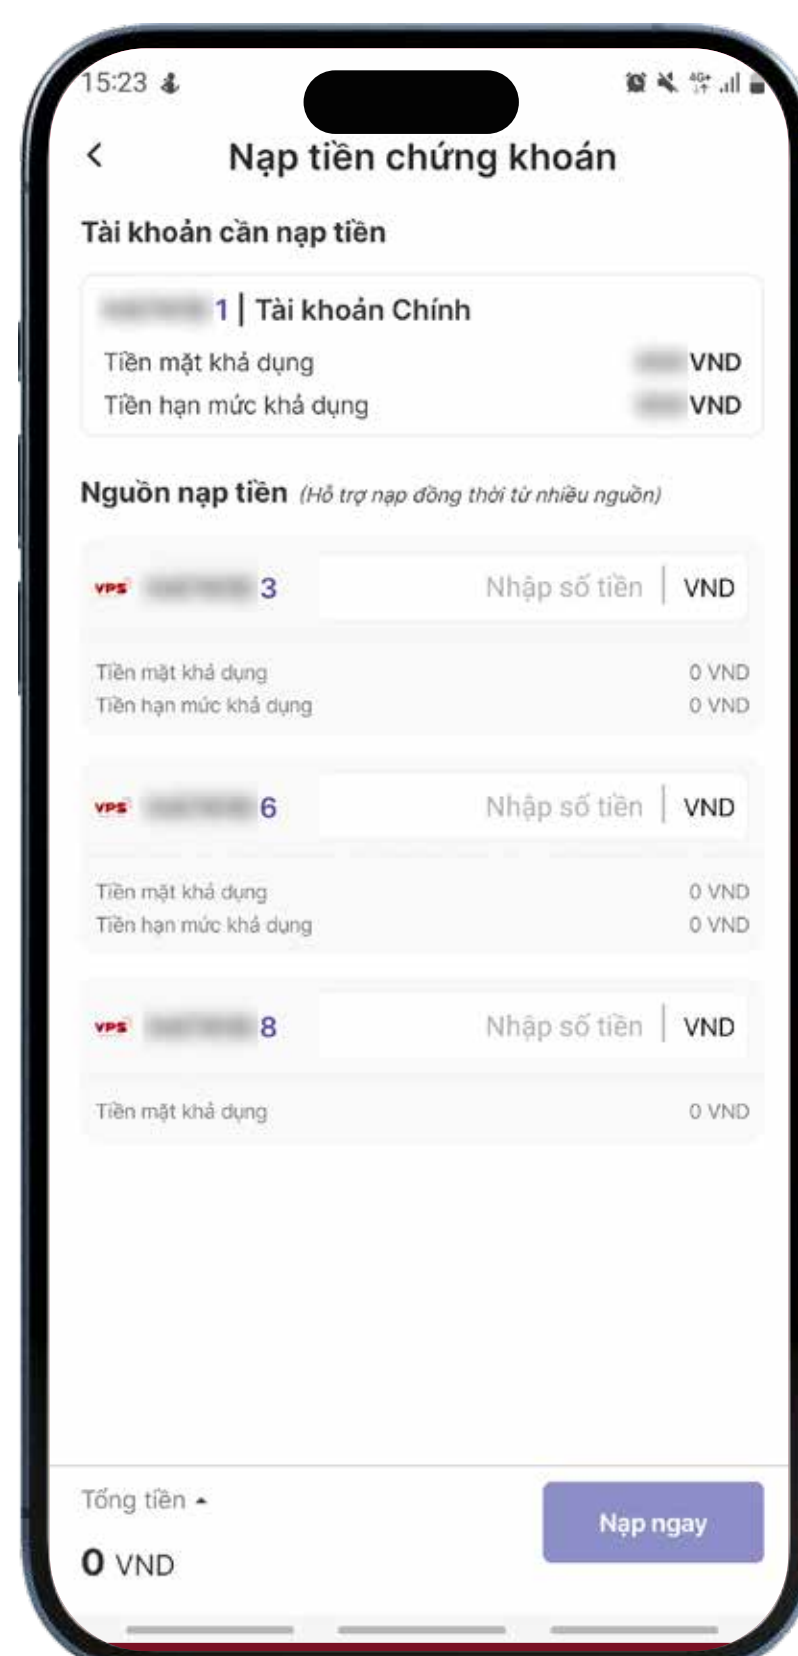 15:23
4G+
Nạp tiền chứng khoán
Tài khoản cần nạp tiền
1 | Tài khoản Chính
Tiền mặt khả dụng VND
Tiền hạn mức khả dụng VND
Nguồn nạp tiền (Hỗ trợ nạp đồng thời từ nhiều nguồn)
VPS 3 Nhập số tiền | VND
Tiền mặt khả dụng 0 VND
Tiền hạn mức khả dụng 0 VND
VPS 6 Nhập số tiền | VND
Tiền mặt khả dụng 0 VND
Tiền hạn mức khả dụng 0 VND
VPS 8 Nhập số tiền | VND
Tiền mặt khả dụng 0 VND
Tổng tiền
0 VND
Nạp ngay